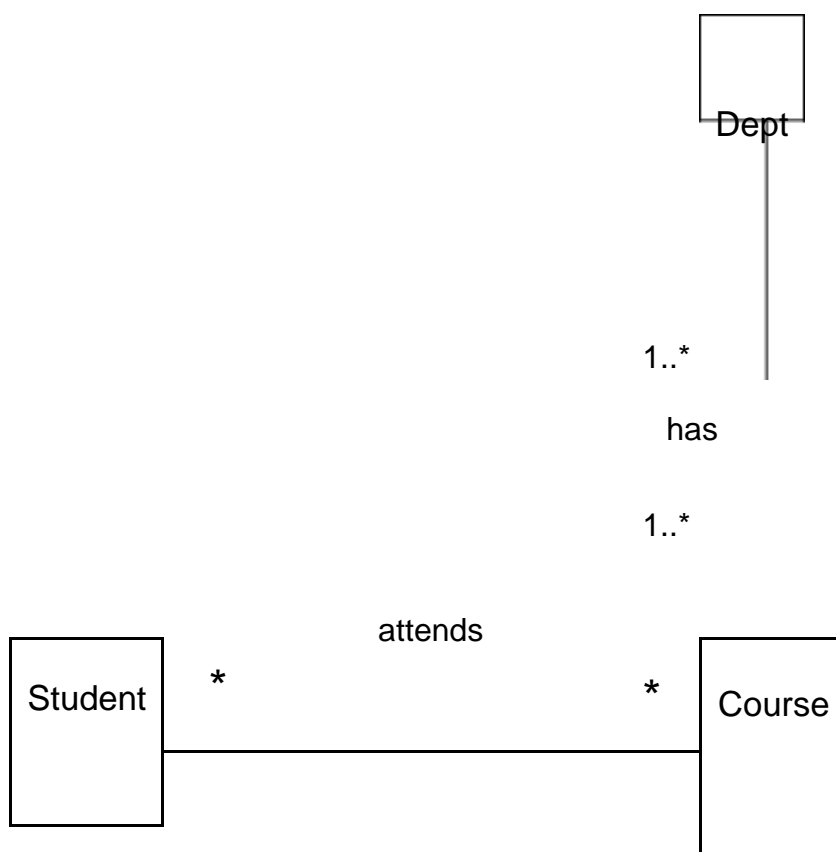 Dept
1..*
has
1..*
attends
Student
*
*
Course